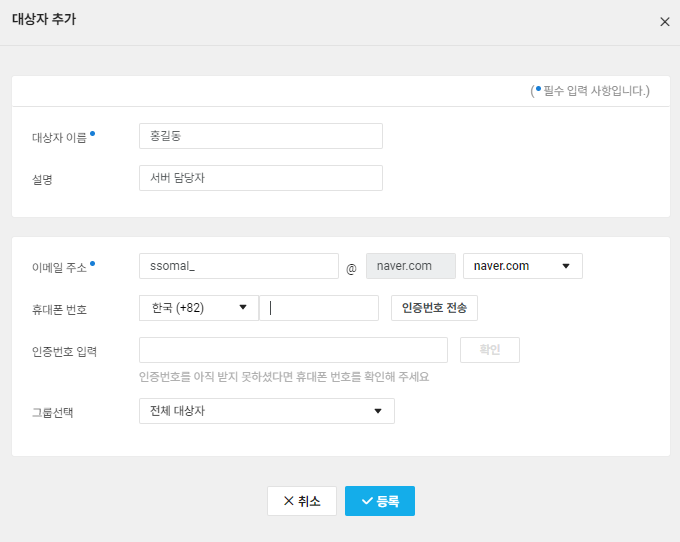 대상자 추가
( 필수 입력 사항입니다.)
대상자 이름 홍길동
설명 서버 담당자
이메일 주소 ssomal_ @ naver.com naver.com
휴대폰 번호 한국 (+82) 인증번호 전송
인증번호 입력 확인
인증번호를 아직 받지 못하셨다면 휴대폰 번호를 확인해 주세요
그룹선택 전체 대상자
취소 등록